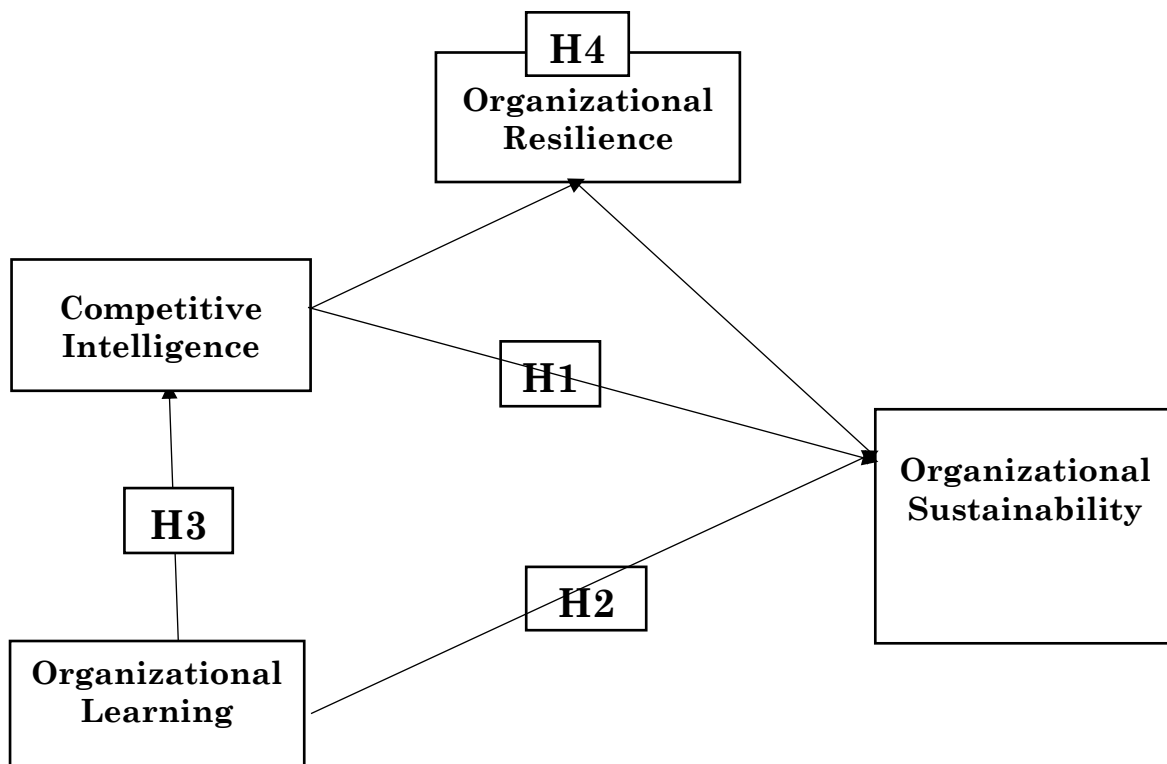 H4
Organizational
Resilience
Competitive
Intelligence
H1
Organizational
Sustainability
H3
H2
Organizational
Learning